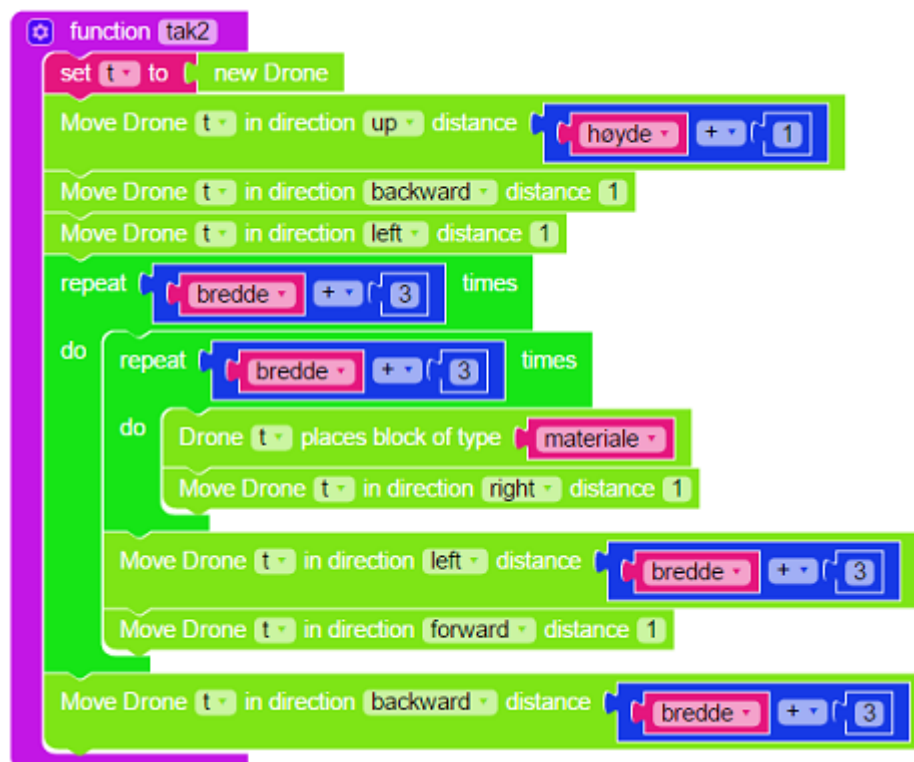 function tak2
set t to new Drone
Move Drone t in direction up distance høyde + 1
Move Drone t in direction backward distance 1
Move Drone t in direction left distance 1
repeat bredde + 3 times
do repeat bredde + 3 times
do Drone t places block of type materiale
Move Drone t in direction right distance 1
Move Drone t in direction left distance bredde + 3
Move Drone t in direction forward distance 1
Move Drone t in direction backward distance bredde + 3